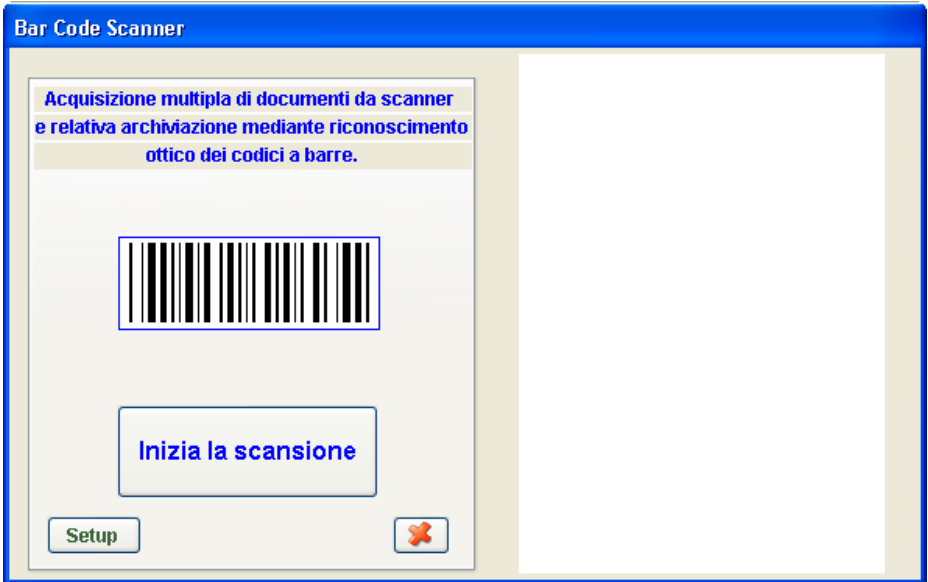 Bar Code Scanner
Acquisizione multipla di documenti da scanner
e relativa archiviazione mediante riconoscimento
ottico dei codici a barre.
Inizia la scansione
Setup